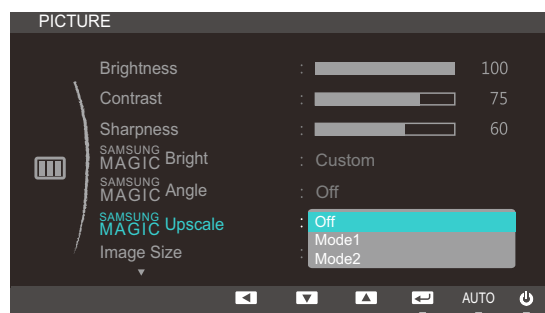 PICTURE
Brightness : 100
Contrast : 75
Sharpness : 60
SAMSUNG MAGIC Bright : Custom
SAMSUNG MAGIC Angle : Off
SAMSUNG MAGIC Upscale : Off
Mode1
Mode2
Image Size :
AUTO